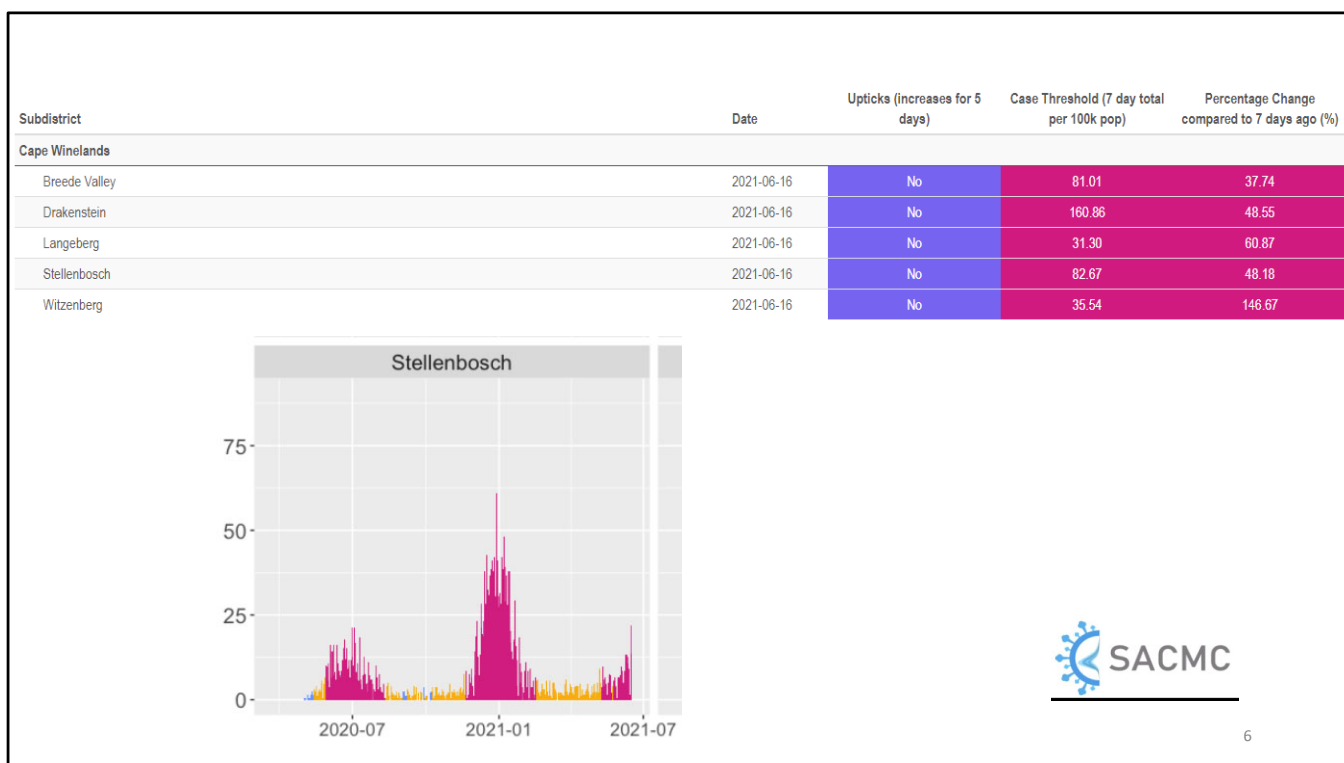 Subdistrict Date Upticks (increases for 5 days) Case Threshold (7 day total per 100k pop) Percentage Change compared to 7 days ago (%)
Cape Winelands
Breede Valley 2021-06-16 No 81.01 37.74
Drakenstein 2021-06-16 No 160.86 48.55
Langeberg 2021-06-16 No 31.30 60.87
Stellenbosch 2021-06-16 No 82.67 48.18
Witzenberg 2021-06-16 No 35.54 146.67
Stellenbosch
75
50
25
0
2020-07 2021-01 2021-07
SACMC
6